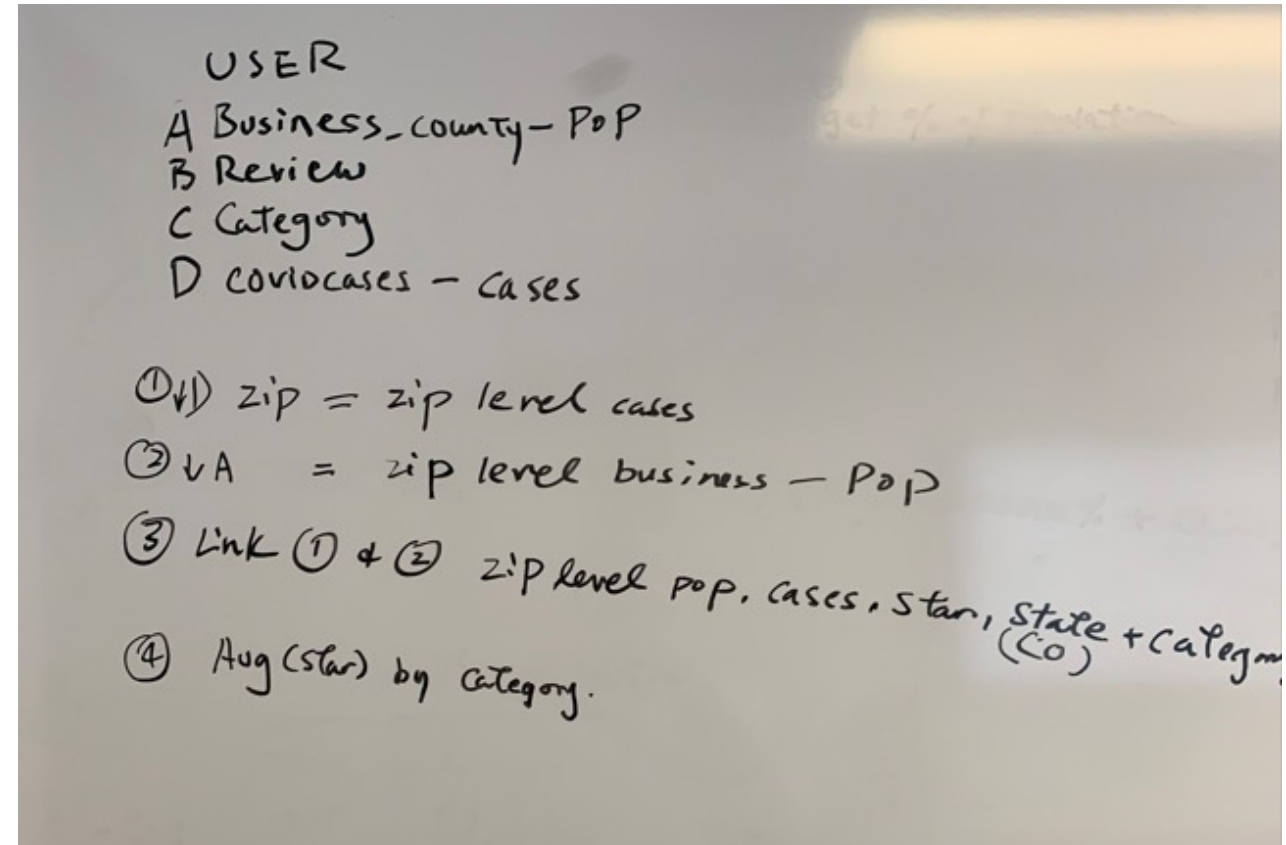 USER
A Business_county-POP
B Review
C Category
D COVIDCASES - cases
①↓D zip = zip level cases
②↓A = zip level business - Pop
③ Link ① & ② zip level pop, cases, star, state + category
(CO)
④ Avg (star) by category.